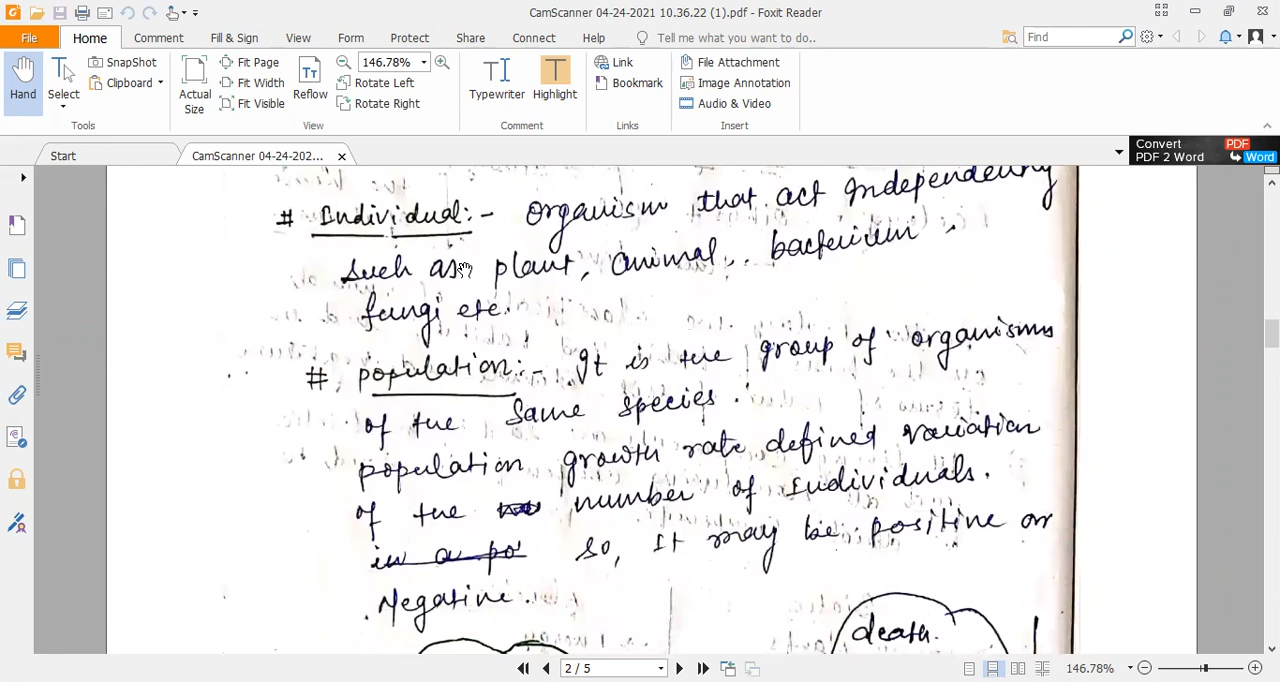 CamScanner 04-24-2021 10.36.22 (1).pdf - Foxit Reader
File Home Comment Fill & Sign View Form Protect Share Connect Help Tell me what you want to do.. Find
Hand
Select
SnapShot
Clipboard
Tools
Actual Size
Fit Page
Fit Width
Fit Visible
Reflow
146.78%
Rotate Left
Rotate Right
View
Typewriter
Highlight
Comment
Link
Bookmark
Links
File Attachment
Image Annotation
Audio & Video
Insert
Start
CamScanner 04-24-202...
Convert PDF
PDF 2 Word Word
# Individual:- Organism that act Independently
Such as plant, animal, bacterium,
fungi etc.
# population:- It is the group of organisms
of the Same species.
population growth rate defined variation
of the number of Individuals.
in a po So, It may be positive or
Negative.
death.
2 / 5
146.78%